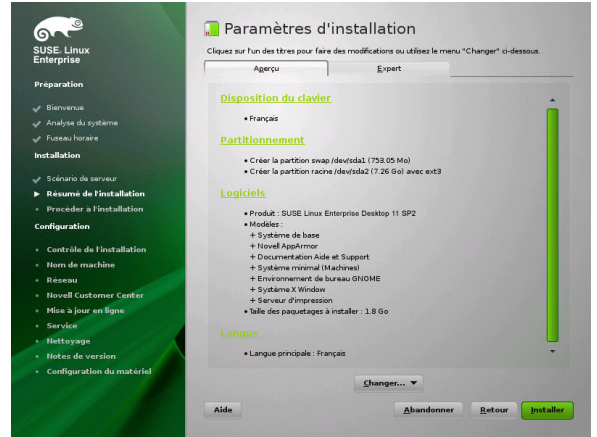 SUSE. Linux
Enterprise
Préparation
Bienvenue
Analyse du système
Fuseau horaire
Installation
Scénario de serveur
Résumé de l'installation
Procéder à l'installation
Configuration
Contrôle de l'installation
Nom de machine
Réseau
Novell Customer Center
Mise à jour en ligne
Service
Nettoyage
Notes de version
Configuration du matériel
Paramètres d'installation
Cliquez sur l'un des titres pour faire des modifications ou utilisez le menu "Changer" ci-dessous.
Aperçu
Expert
Disposition du clavier
• Français
Partitionnement
• Créer la partition swap /dev/sda1 (753.05 Mo)
• Créer la partition racine /dev/sda2 (7.26 Go) avec ext3
Logiciels
• Produit : SUSE Linux Enterprise Desktop 11 SP2
• Modèles :
+ Système de base
+ Novell AppArmor
+ Documentation Aide et Support
+ Système minimal (Machines)
+ Environnement de bureau GNOME
+ Système X Window
+ Serveur d'impression
• Taille des paquetages à installer : 1.8 Go
Langue
• Langue principale : Français
Changer...
Aide
Abandonner
Retour
Installer